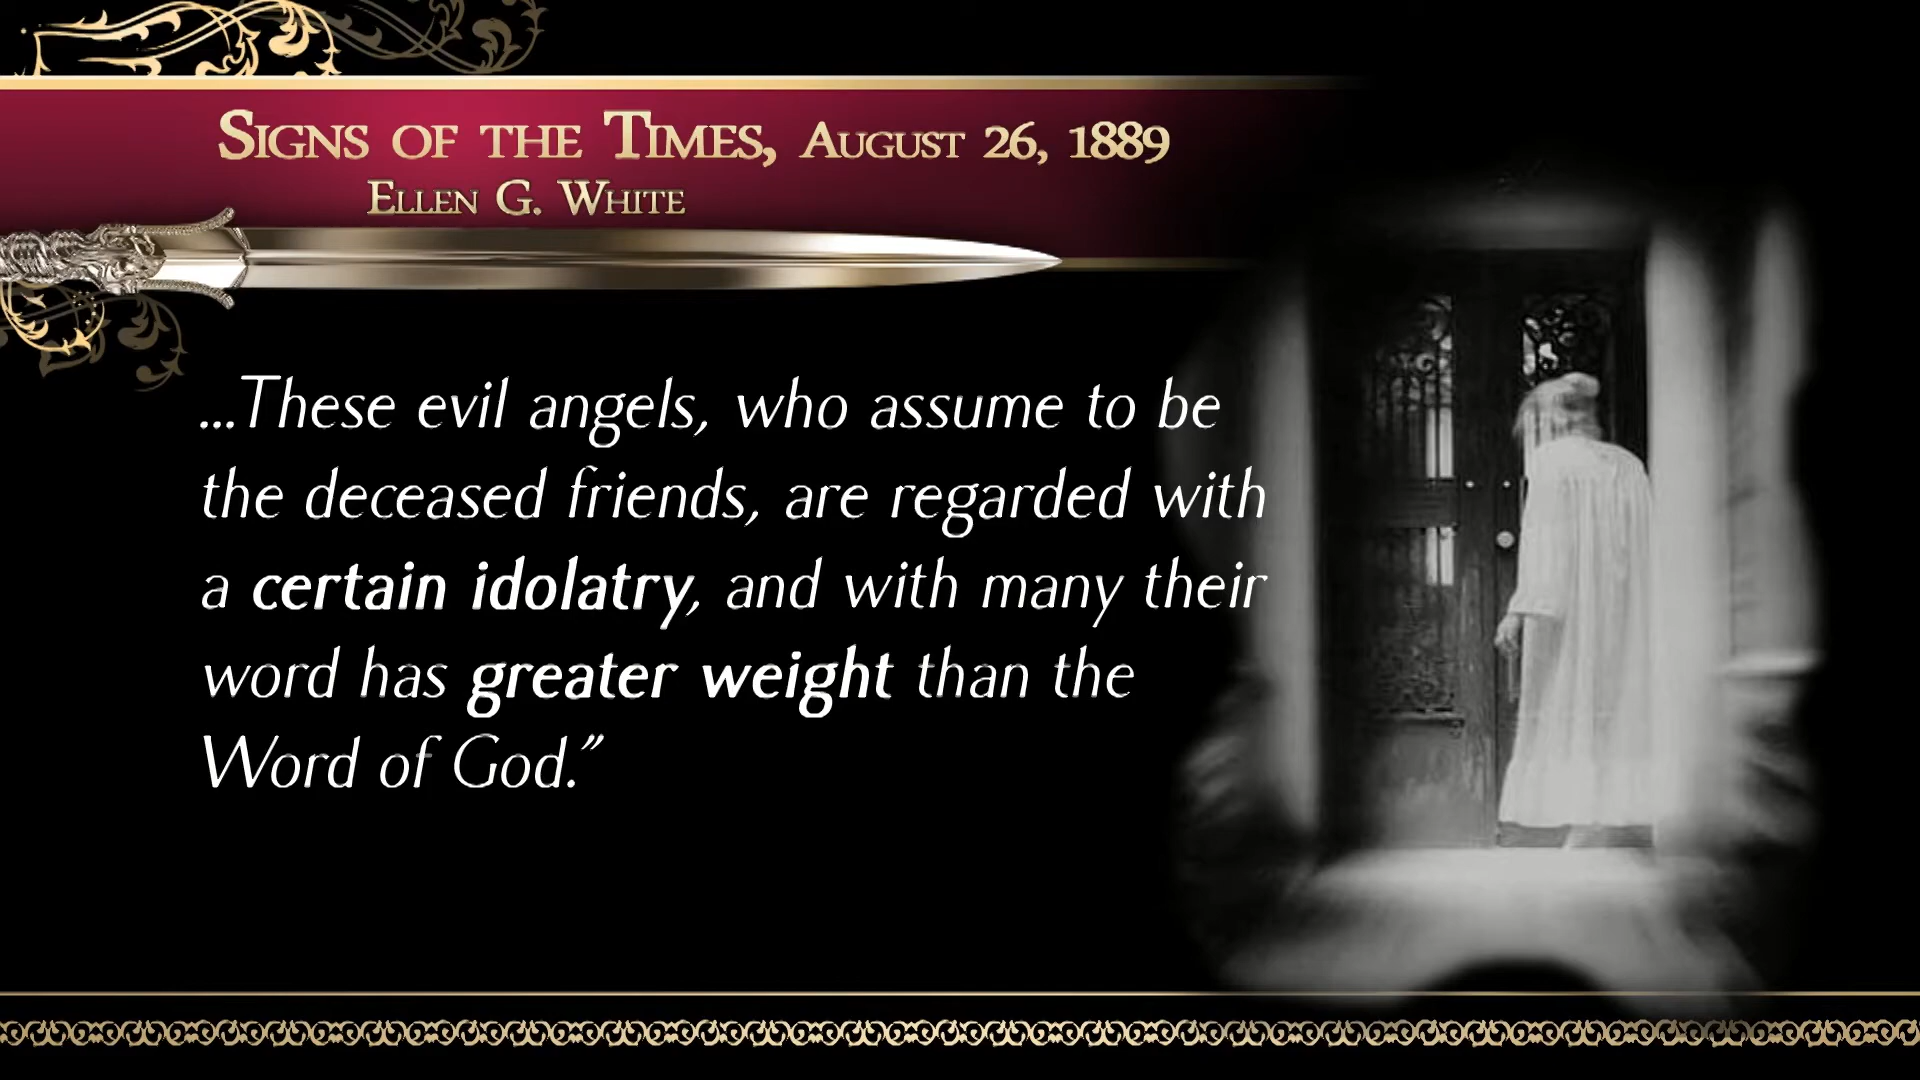 SIGNS OF THE TIMES, AUGUST 26, 1889
ELLEN G. WHITE
...These evil angels, who assume to be
the deceased friends, are regarded with
a certain idolatry, and with many their
word has greater weight than the
Word of God.”